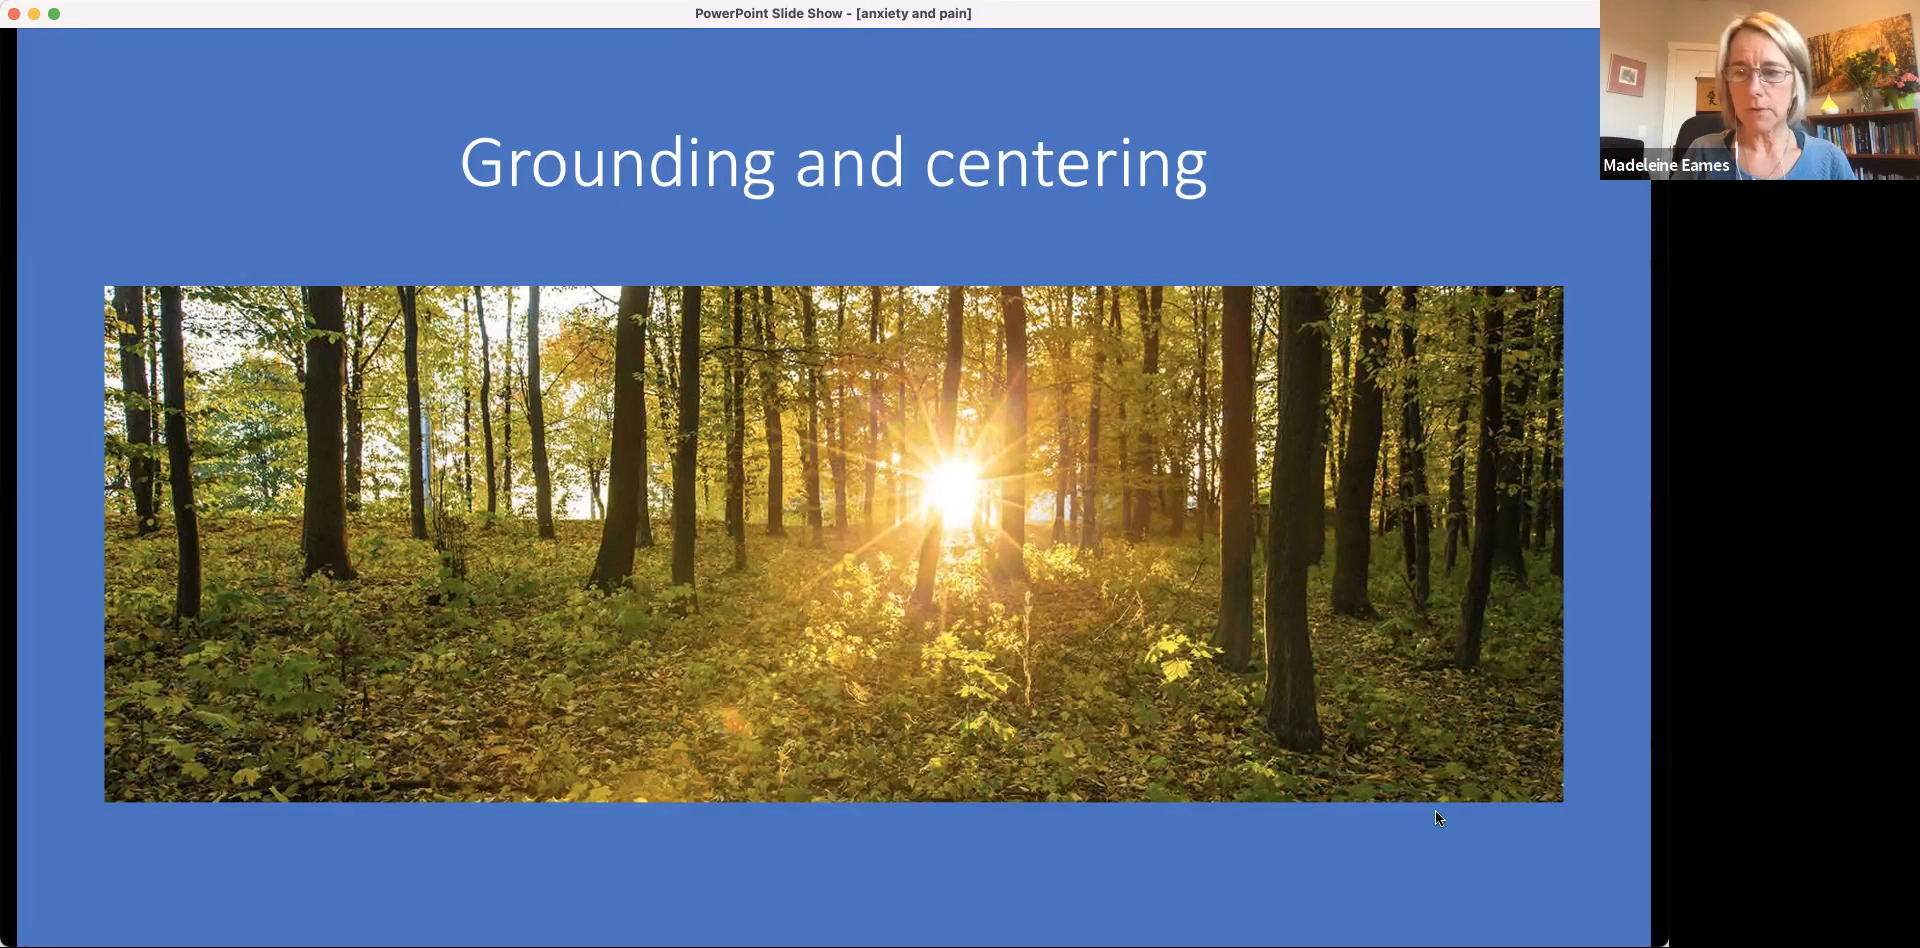 PowerPoint Slide Show - [anxiety and pain]
Grounding and centering
Madeleine Eames